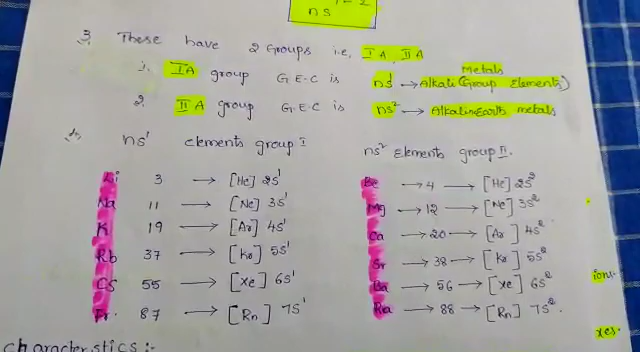 ns¹⁻²
3. These have 2 Groups i.e, IA, IIA
1. IA group G.E.C is ns¹ → Alkali Metals (Group Elements)
2. IIA group G.E.C is ns² → Alkaline Earth metals
ns¹ elements group I
Li 3 → [He] 2s¹
Na 11 → [Ne] 3s¹
K 19 → [Ar] 4s¹
Rb 37 → [Kr] 5s¹
CS 55 → [Xe] 6s¹
Fr. 87 → [Rn] 7s¹
ns² Elements group II.
Be → 4 → [He] 2s²
Mg → 12 → [Ne] 3s²
Ca → 20 → [Ar] 4s²
Sr → 38 → [Kr] 5s²
Ba → 56 → [Xe] 6s²
Ra → 88 → [Rn] 7s².
characteristics :-